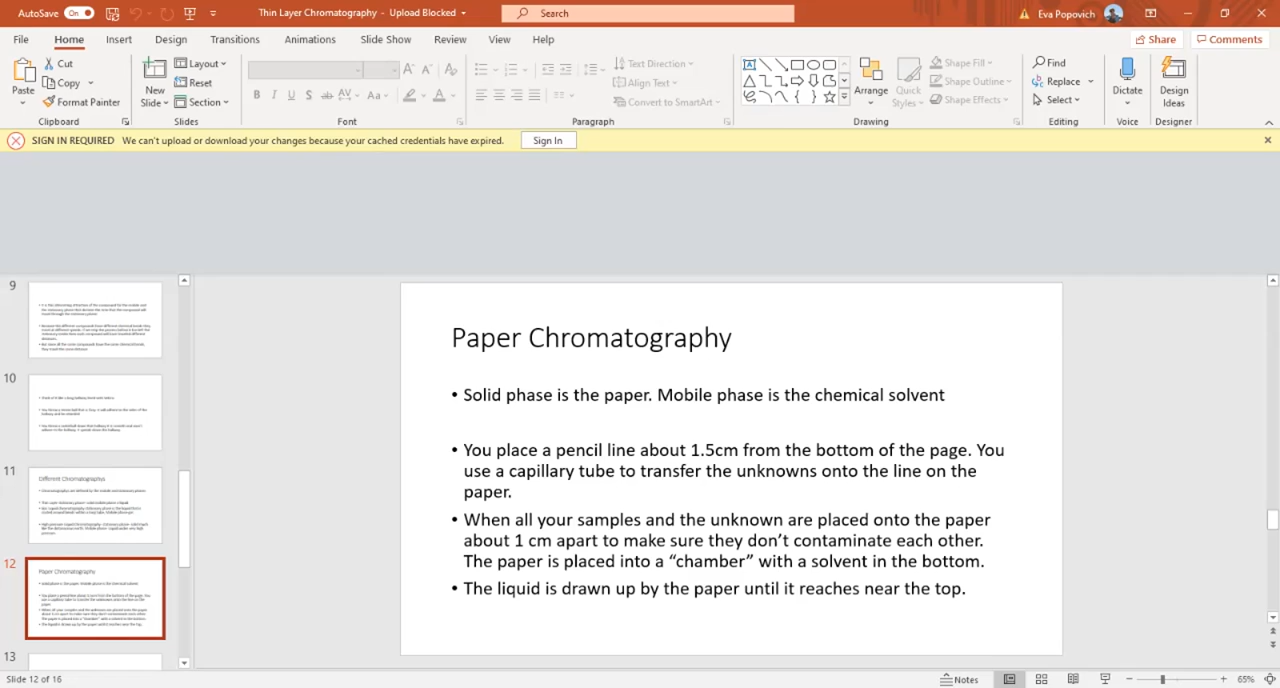 AutoSave On Thin Layer Chromatography - Upload Blocked Search Eva Popovich
File Home Insert Design Transitions Animations Slide Show Review View Help Share Comments
Paste Cut Copy Format Painter Clipboard
New Slide Layout Reset Section Slides
B I U S ab AV Aa A Font
Text Direction Align Text Convert to SmartArt Paragraph
Arrange Quick Styles Shape Fill Shape Outline Shape Effects Drawing
Find Replace Select Editing
Dictate Voice
Design Ideas Designer
SIGN IN REQUIRED We can't upload or download your changes because your cached credentials have expired. Sign In
9
10
11
Different Chromatographys
12
Paper Chromatography
13
Paper Chromatography
• Solid phase is the paper. Mobile phase is the chemical solvent
• You place a pencil line about 1.5cm from the bottom of the page. You
use a capillary tube to transfer the unknowns onto the line on the
paper.
• When all your samples and the unknown are placed onto the paper
about 1 cm apart to make sure they don't contaminate each other.
The paper is placed into a “chamber” with a solvent in the bottom.
• The liquid is drawn up by the paper until it reaches near the top.
Slide 12 of 16 Notes 65%